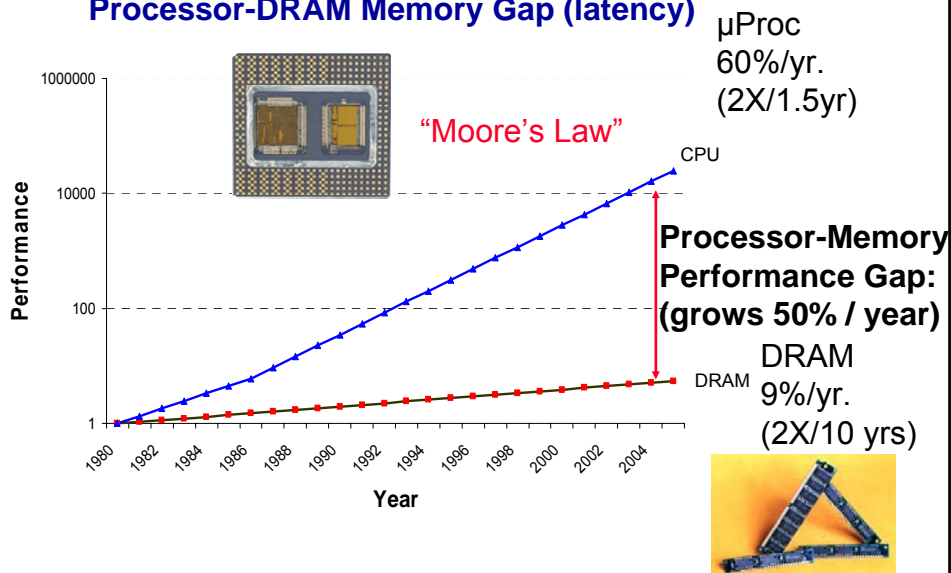 Processor-DRAM Memory Gap (latency)
µProc
60%/yr.
(2X/1.5yr)
"Moore's Law"
Performance
1000000
10000
100
1
CPU
Processor-Memory
Performance Gap:
(grows 50% / year)
DRAM
DRAM
9%/yr.
(2X/10 yrs)
1980
1982
1984
1986
1988
1990
1992
1994
1996
1998
2000
2002
2004
Year